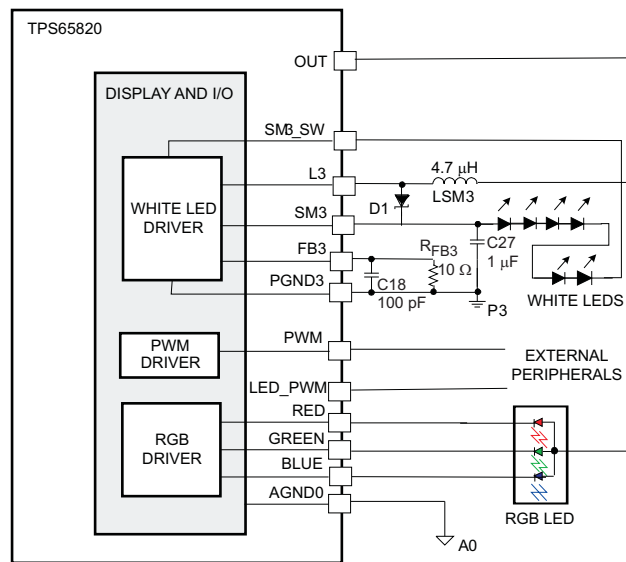 TPS65820
OUT
DISPLAY AND I/O
SM3_SW
4.7 μH
L3
LSM3
WHITE LED
DRIVER
D1
SM3
FB3
RFB3
10 Ω
C27
1 μF
C18
100 pF
PGND3
P3
WHITE LEDS
PWM
PWM
DRIVER
EXTERNAL
PERIPHERALS
LED_PWM
RED
GREEN
RGB
DRIVER
BLUE
AGND0
RGB LED
A0